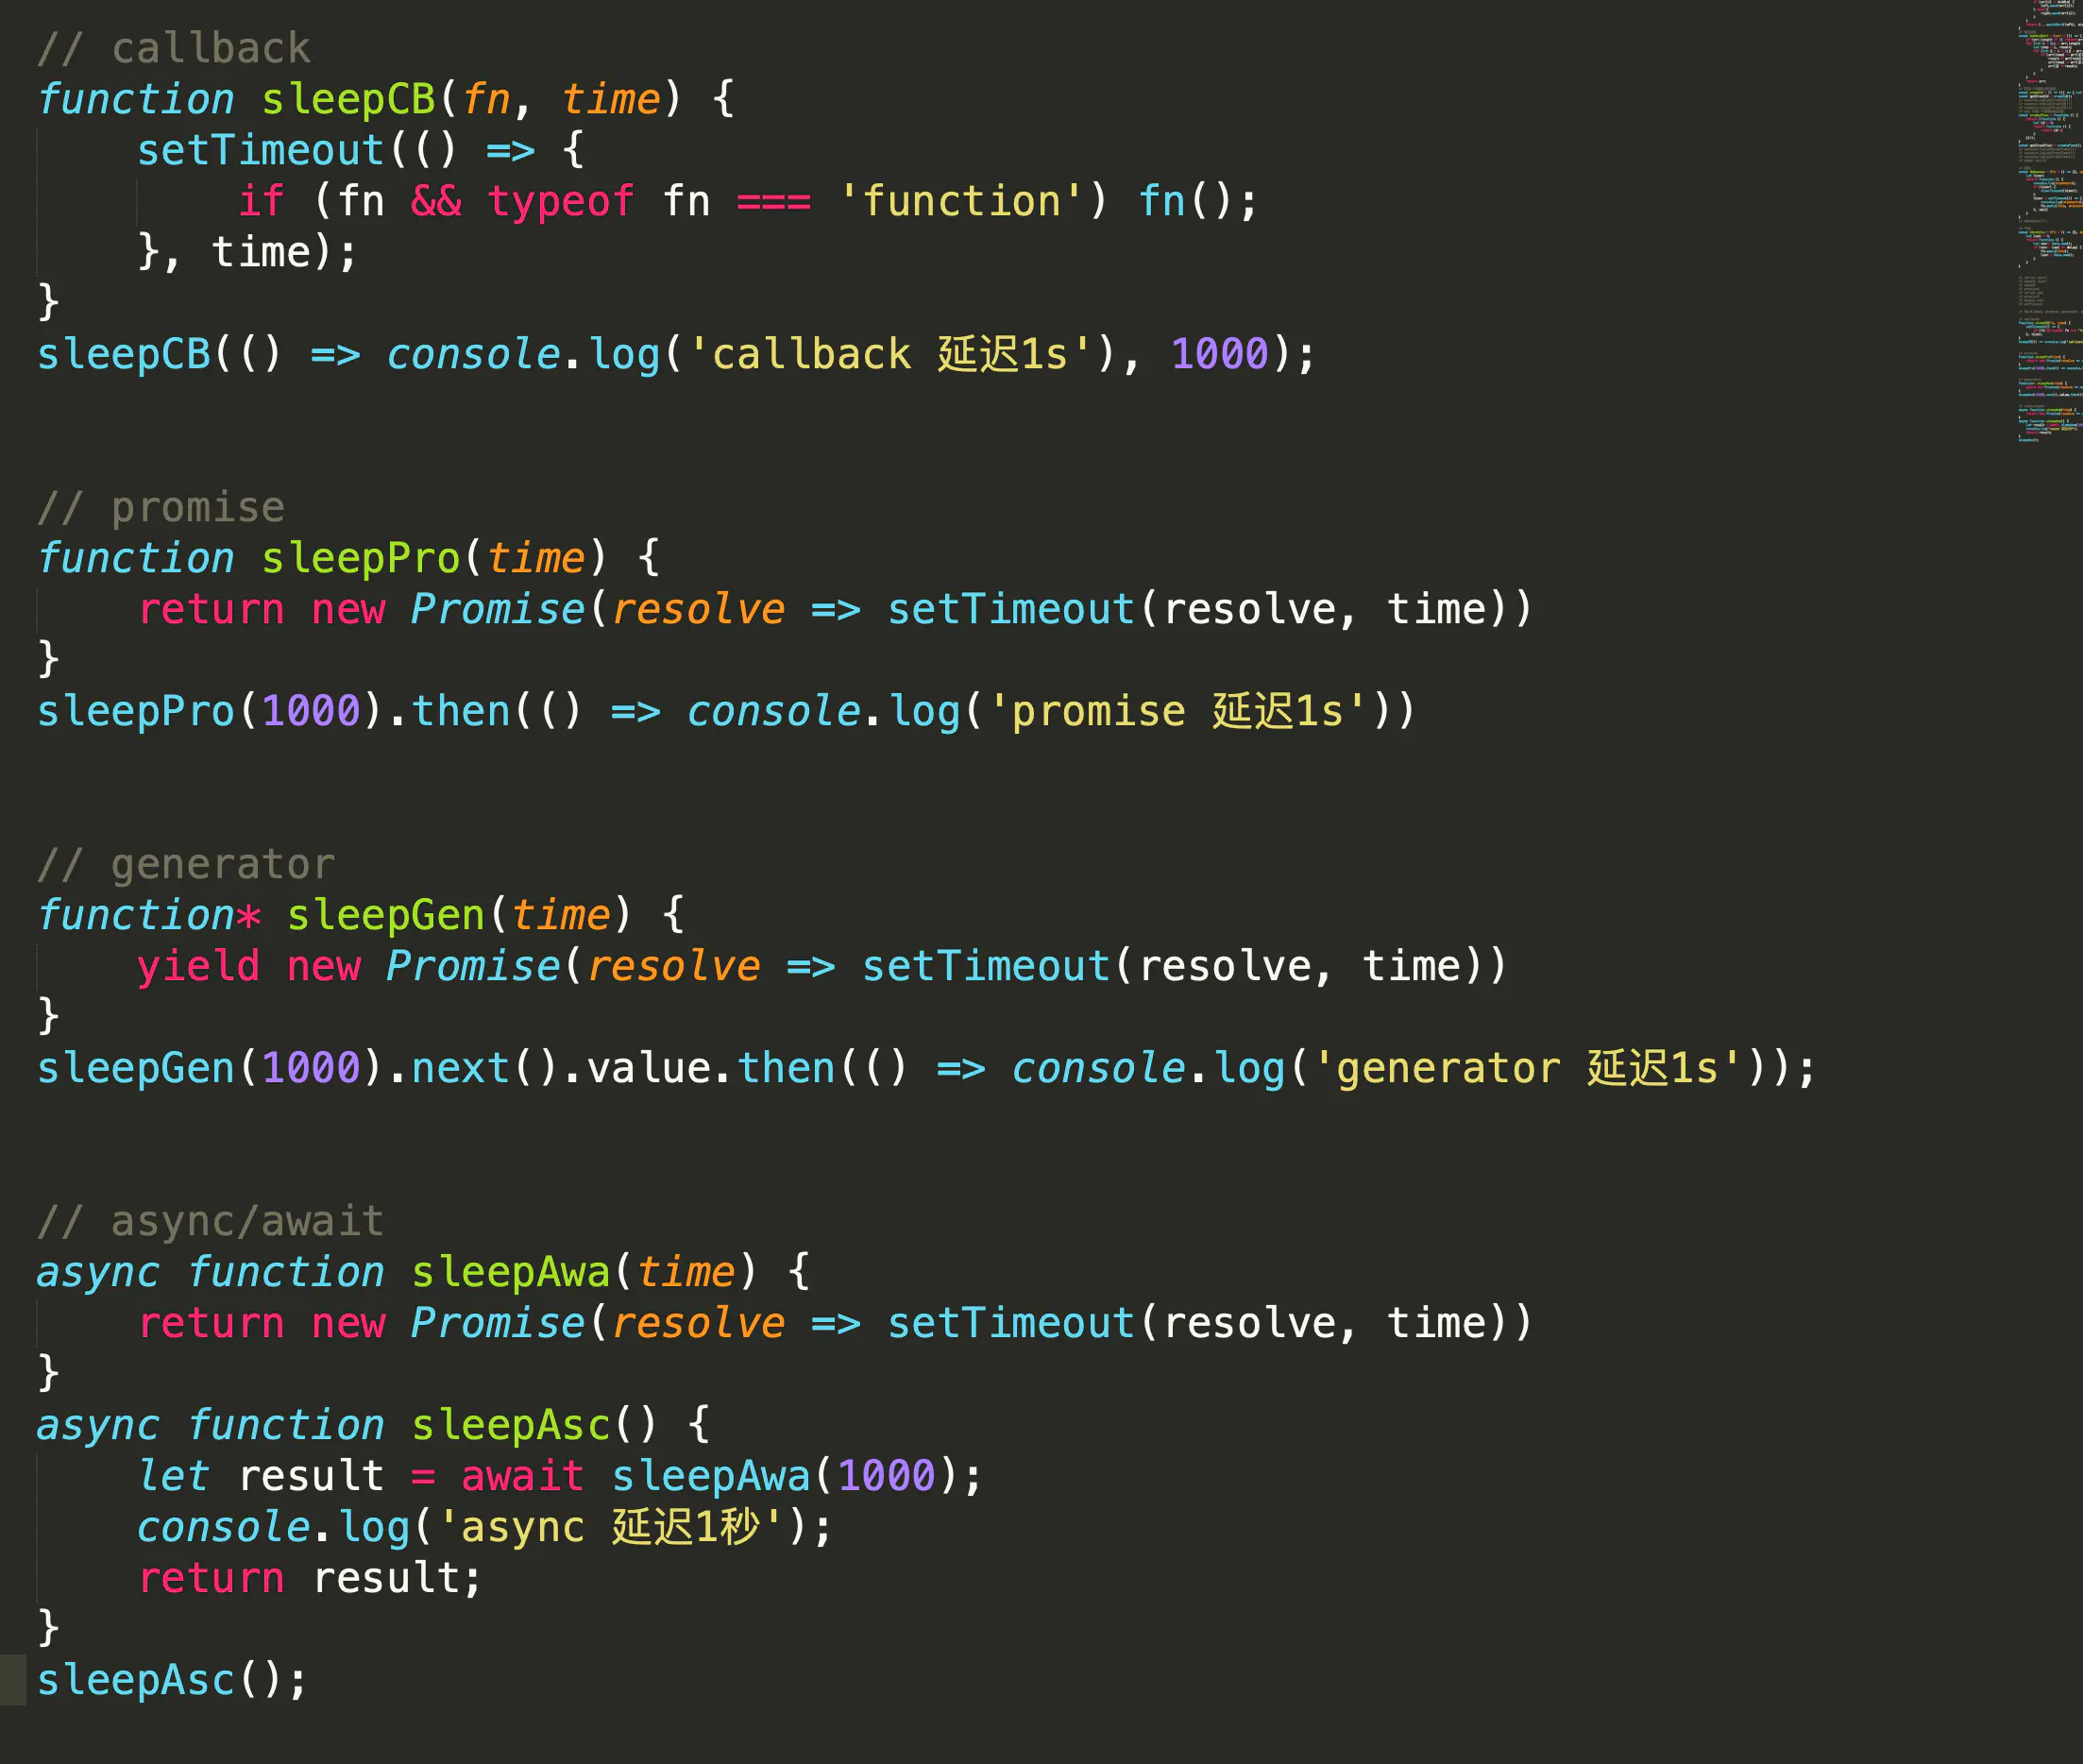 // callback
function sleepCB(fn, time) {
    setTimeout(() => {
        if (fn && typeof fn === 'function') fn();
    }, time);
}
sleepCB(() => console.log('callback 延迟1s'), 1000);
// promise
function sleepPro(time) {
    return new Promise(resolve => setTimeout(resolve, time))
}
sleepPro(1000).then(() => console.log('promise 延迟1s'))
// generator
function* sleepGen(time) {
    yield new Promise(resolve => setTimeout(resolve, time))
}
sleepGen(1000).next().value.then(() => console.log('generator 延迟1s'));
// async/await
async function sleepAwa(time) {
    return new Promise(resolve => setTimeout(resolve, time))
}
async function sleepAsc() {
    let result = await sleepAwa(1000);
    console.log('async 延迟1秒');
    return result;
}
sleepAsc();